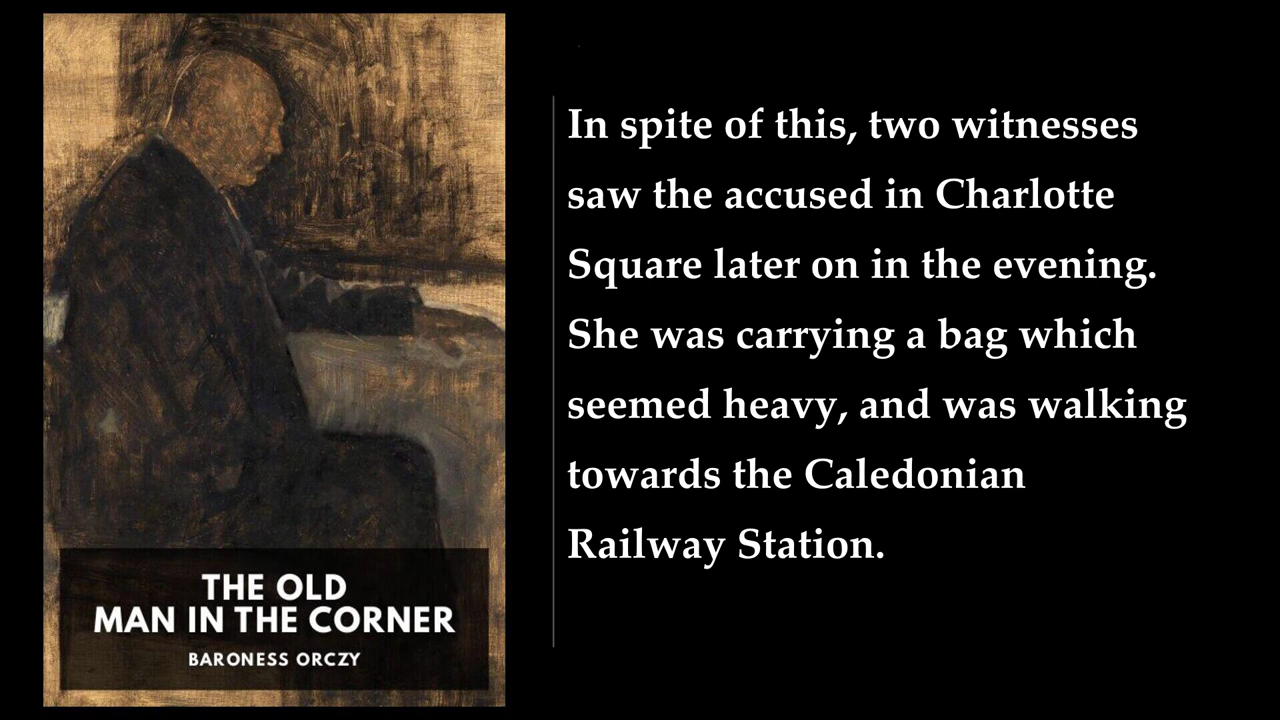 In spite of this, two witnesses
saw the accused in Charlotte
Square later on in the evening.
She was carrying a bag which
seemed heavy, and was walking
towards the Caledonian
Railway Station.
THE OLD
MAN IN THE CORNER
BARONESS ORCZY